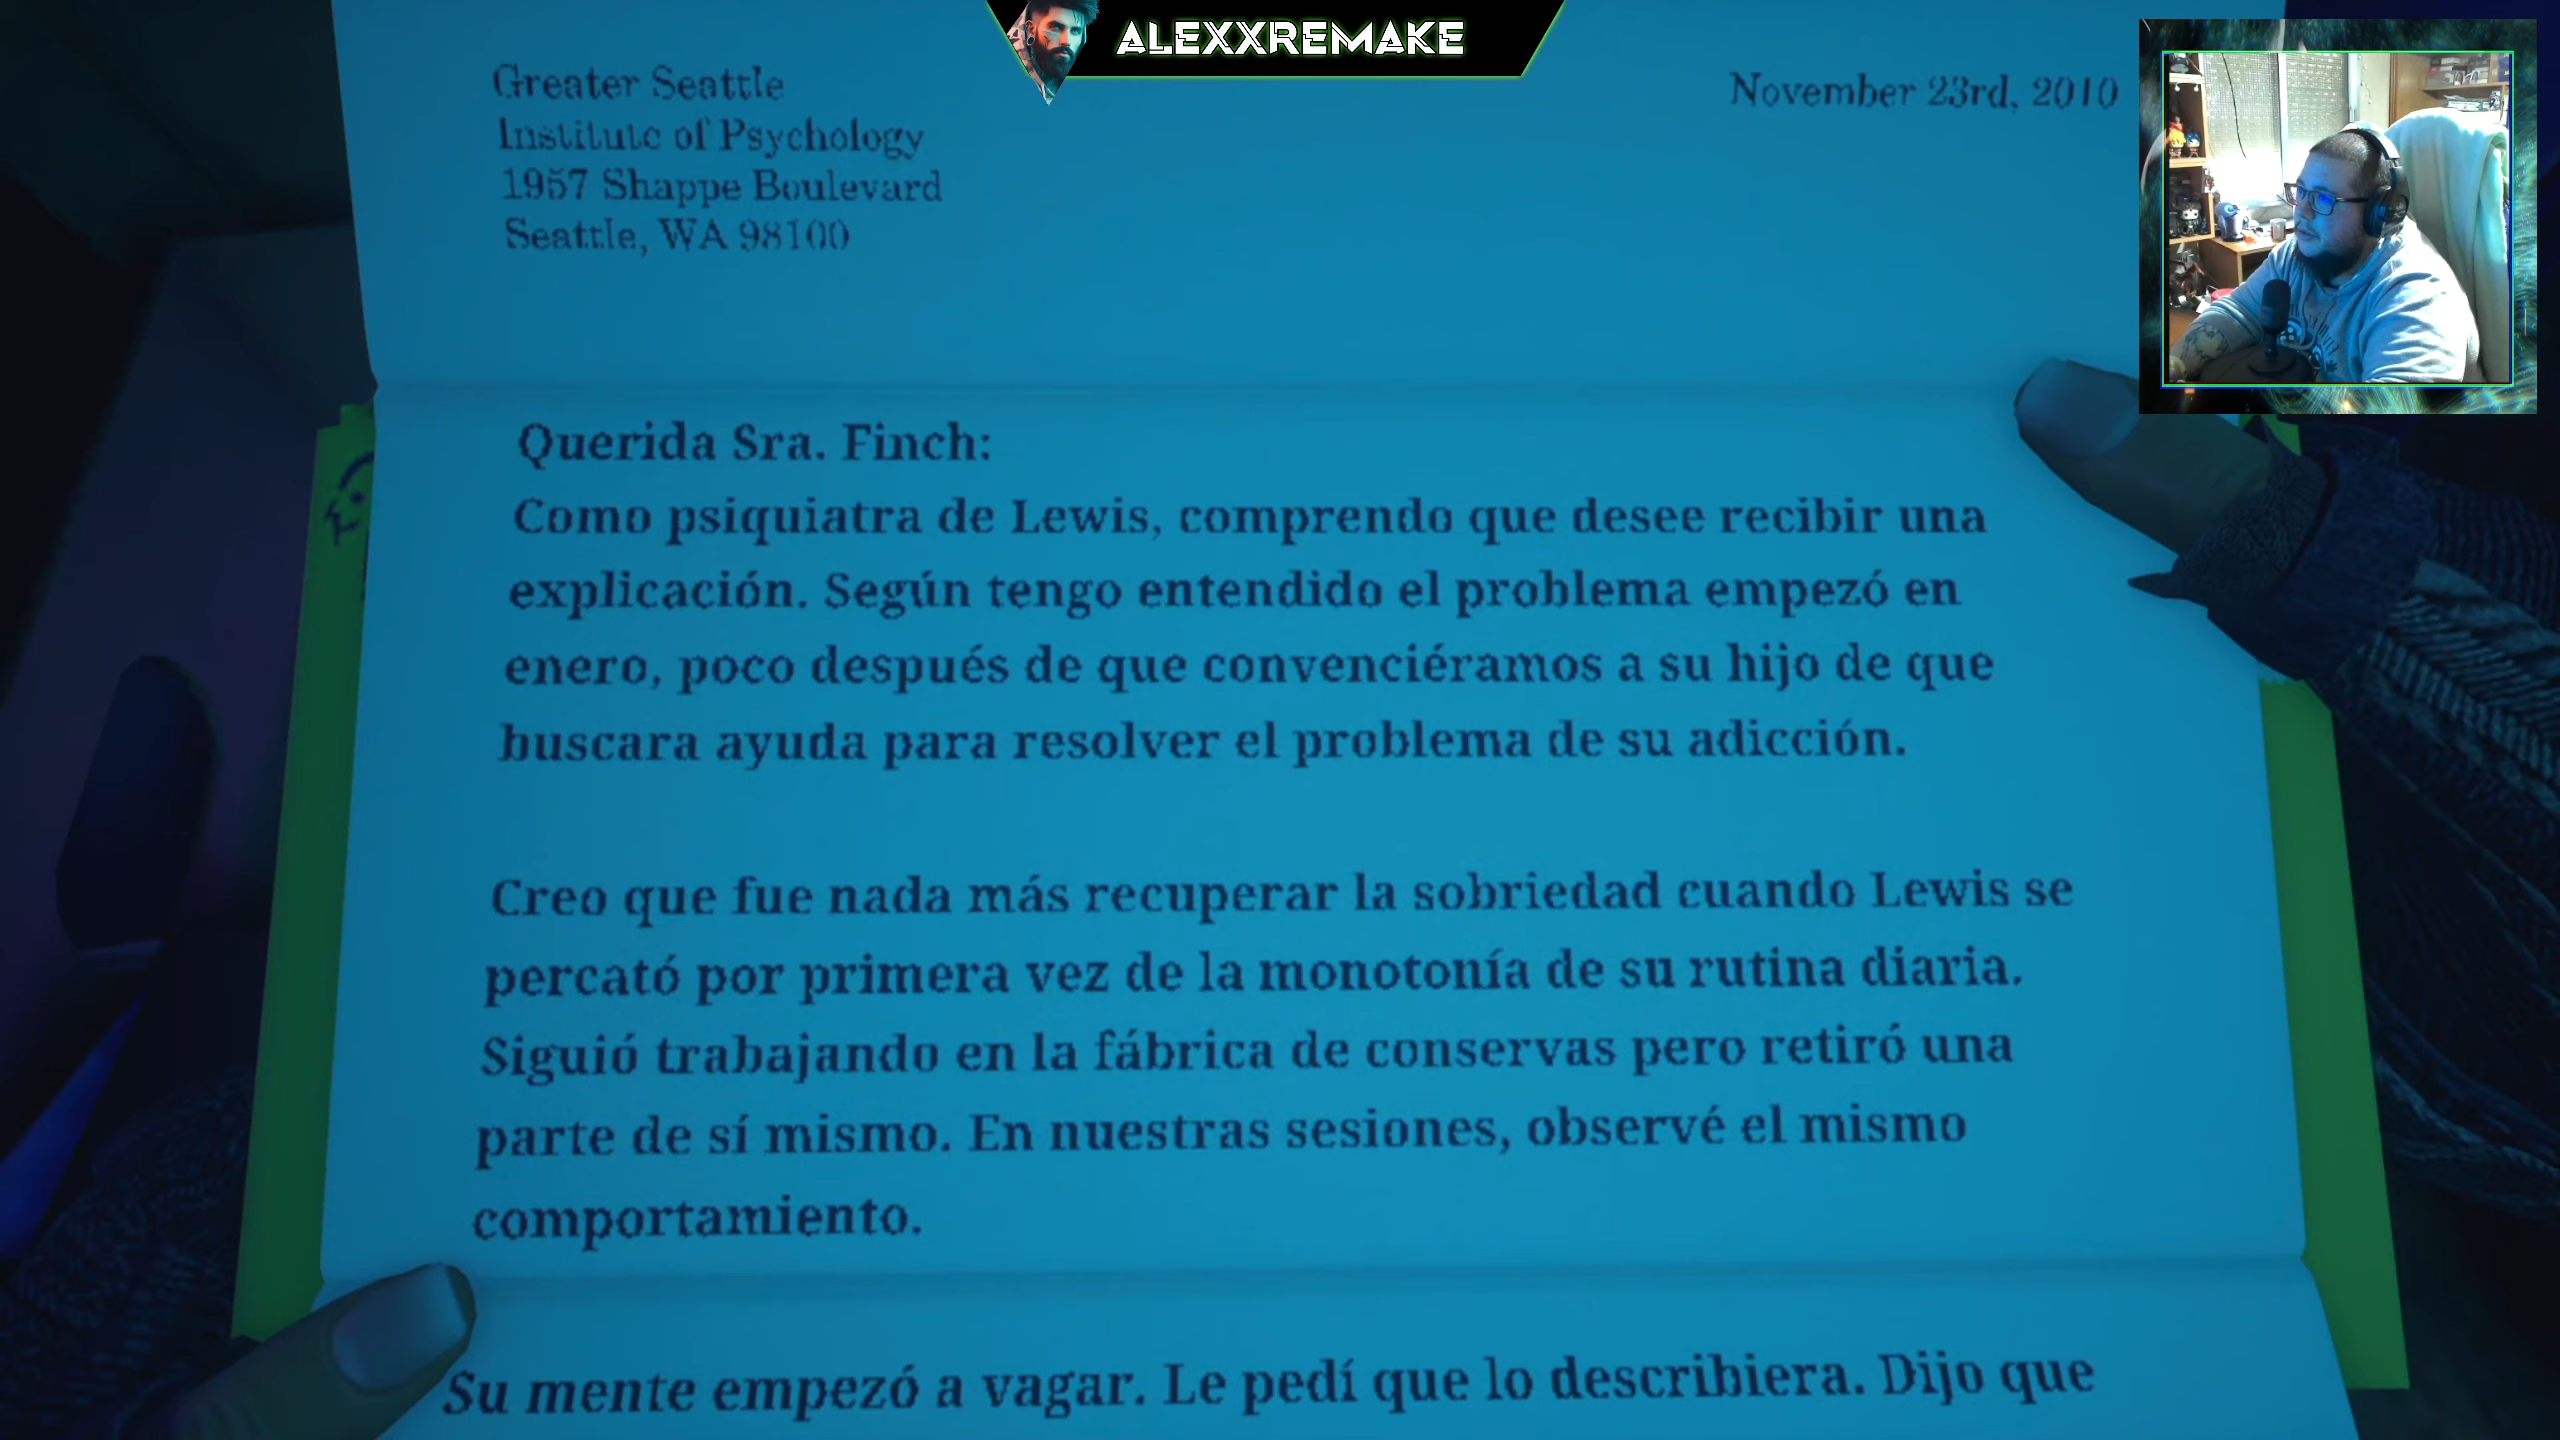 ALEXXREMAKE
Greater Seattle
Institute of Psychology
1957 Shappe Boulevard
Seattle, WA 98100
November 23rd, 2010
Querida Sra. Finch:
Como psiquiatra de Lewis, comprendo que desee recibir una
explicación. Según tengo entendido el problema empezó en
enero, poco después de que convenciéramos a su hijo de que
buscara ayuda para resolver el problema de su adicción.
Creo que fue nada más recuperar la sobriedad cuando Lewis se
percató por primera vez de la monotonía de su rutina diaria.
Siguió trabajando en la fábrica de conservas pero retiró una
parte de sí mismo. En nuestras sesiones, observé el mismo
comportamiento.
Su mente empezó a vagar. Le pedí que lo describiera. Dijo que